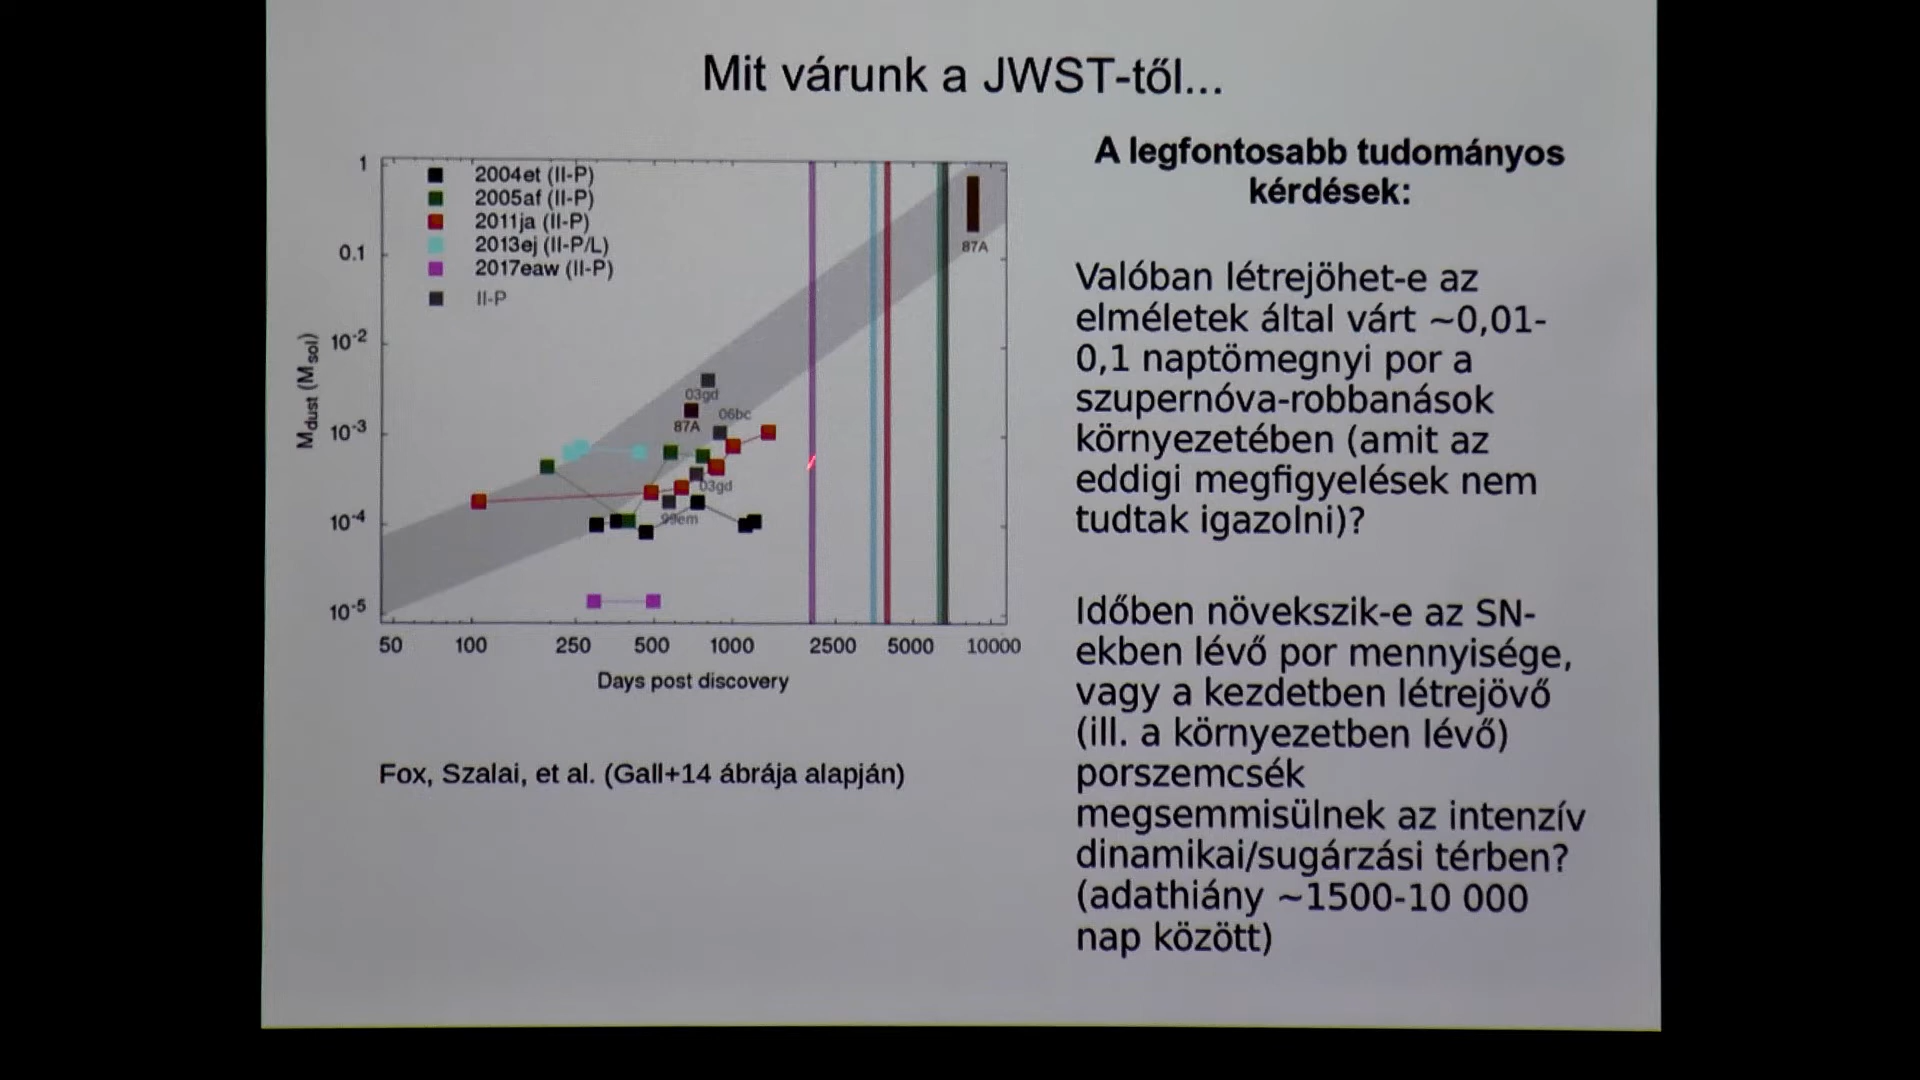 Mit várunk a JWST-től...
A legfontosabb tudományos
kérdések:
Valóban létrejöhet-e az
elméletek által várt ~0,01-
0,1 naptömegnyi por a
szupernóva-robbanások
környezetében (amit az
eddigi megfigyelések nem
tudtak igazolni)?
Időben növekszik-e az SN-
ekben lévő por mennyisége,
vagy a kezdetben létrejövő
(ill. a környezetben lévő)
porszemcsék
megsemmisülnek az intenzív
dinamikai/sugárzási térben?
(adathiány ~1500-10 000
nap között)
2004et (II-P)
2005af (II-P)
2011ja (II-P)
2013ej (II-P/L)
2017eaw (II-P)
II-P
1
0.1
10-2
10-3
10-4
10-5
Mdust (Msol)
87A
03gd
87A
06bc
03gd
99em
50 100 250 500 1000 2500 5000 10000
Days post discovery
Fox, Szalai, et al. (Gall+14 ábrája alapján)